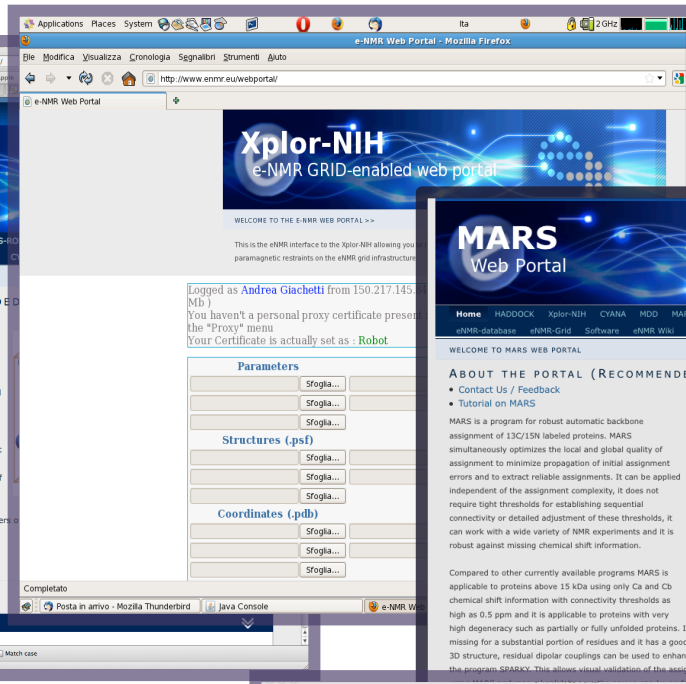 Applications Places System
Ita
2 GHz
e-NMR Web Portal - Mozilla Firefox
File Modifica Visualizza Cronologia Segnalibri Strumenti Aiuto
http://www.enmr.eu/webportal/
e-NMR Web Portal
Xplor-NIH
e-NMR GRID-enabled web portal
WELCOME TO THE E-NMR WEB PORTAL >>
This is the eNMR interface to the Xplor-NIH allowing you
paramagnetic restraints on the eNMR grid infrastructure
Logged as Andrea Giachetti from 150.217.145.
Mb )
You haven't a personal proxy certificate present
the "Proxy" menu
Your Certificate is actually set as : Robot
Parameters
Sfoglia...
Sfoglia...
Sfoglia...
Structures (.psf)
Sfoglia...
Sfoglia...
Sfoglia...
Coordinates (.pdb)
Sfoglia...
Sfoglia...
Sfoglia...
Completato
Posta in arrivo - Mozilla Thunderbird
Java Console
e-NMR Web
Match case
MARS
Web Portal
Home HADDOCK Xplor-NIH CYANA MDD MAR
eNMR-database eNMR-Grid Software eNMR Wiki
WELCOME TO MARS WEB PORTAL
ABOUT THE PORTAL (RECOMMENDE
• Contact Us / Feedback
• Tutorial on MARS
MARS is a program for robust automatic backbone
assignment of 13C/15N labeled proteins. MARS
simultaneously optimizes the local and global quality of
assignment to minimize propagation of initial assignment
errors and to extract reliable assignments. It can be applied
independent of the assignment complexity, it does not
require tight thresholds for establishing sequential
connectivity or detailed adjustment of these thresholds, it
can work with a wide variety of NMR experiments and it is
robust against missing chemical shift information.
Compared to other currently available programs MARS is
applicable to proteins above 15 kDa using only Ca and Cb
chemical shift information with connectivity thresholds as
high as 0.5 ppm and it is applicable to proteins with very
high degeneracy such as partially or fully unfolded proteins. I
missing for a substantial portion of residues and it has a good
3D structure, residual dipolar couplings can be used to enhan
the program SPARKY. This allows visual validation of the assig